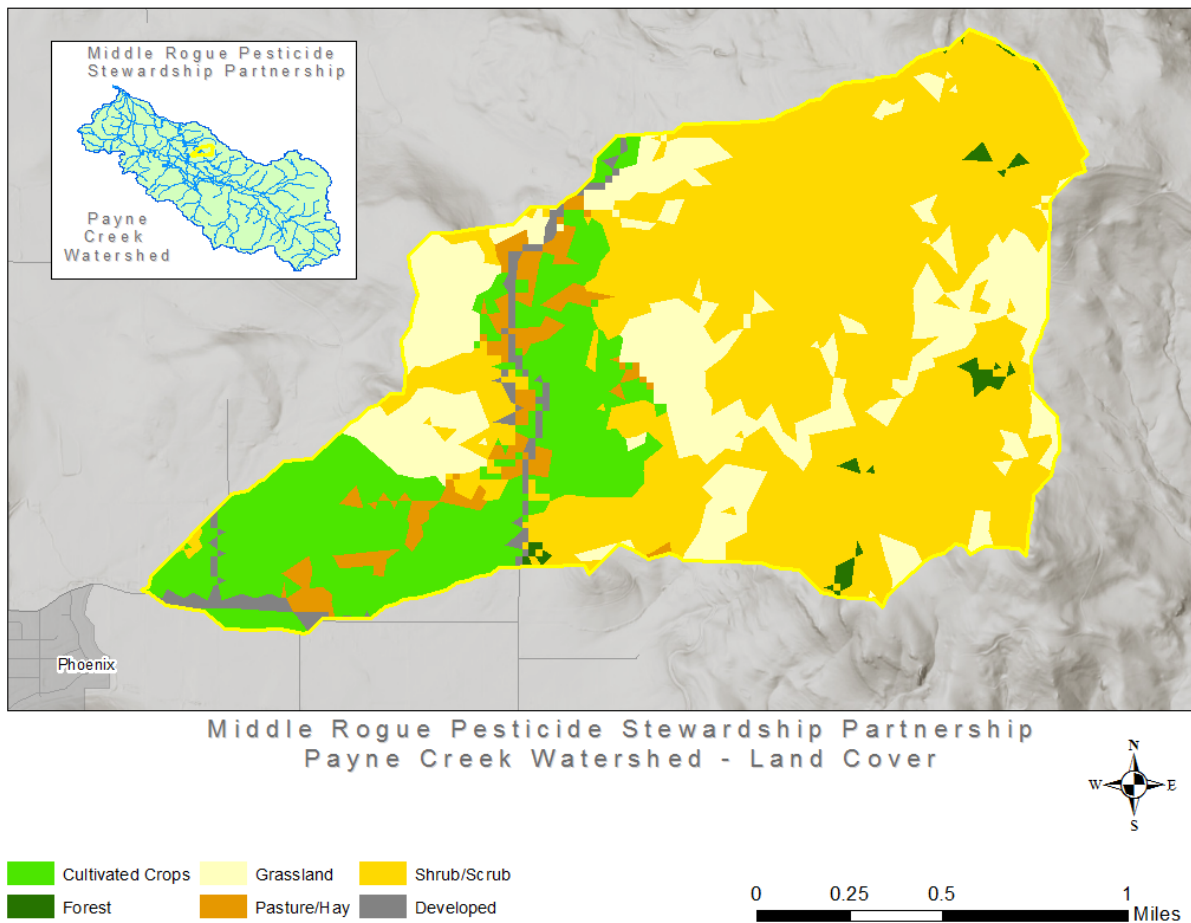 Middle Rogue Pesticide
Stewardship Partnership
Payne
Creek
Watershed
Phoenix
Middle Rogue Pesticide Stewardship Partnership
Payne Creek Watershed - Land Cover
N
W E
S
Cultivated Crops Grassland Shrub/Scrub
Forest Pasture/Hay Developed
0 0.25 0.5 1
Miles